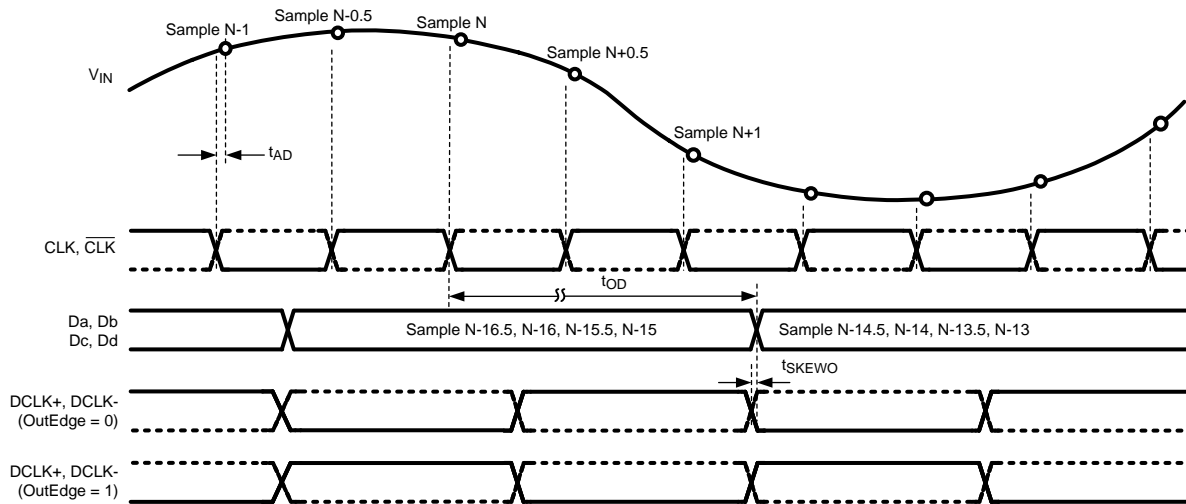 Sample N-1
Sample N-0.5
Sample N
Sample N+0.5
VIN
Sample N+1
tAD
CLK, C̅L̅K̅
tOD
Da, Db
Dc, Dd
Sample N-16.5, N-16, N-15.5, N-15
Sample N-14.5, N-14, N-13.5, N-13
tSKEWO
DCLK+, DCLK-
(OutEdge = 0)
DCLK+, DCLK-
(OutEdge = 1)